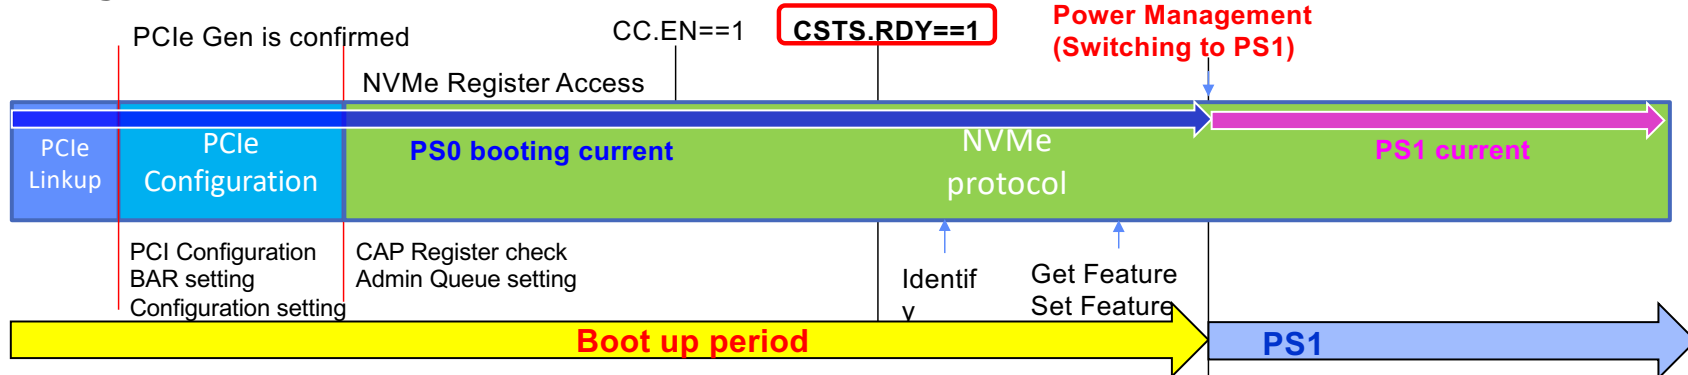 PCIe Gen is confirmed
CC.EN==1
CSTS.RDY==1
Power Management
(Switching to PS1)
NVMe Register Access
PCIe
Linkup
PCIe
Configuration
PS0 booting current
NVMe
protocol
PS1 current
PCI Configuration
BAR setting
Configuration setting
CAP Register check
Admin Queue setting
Identif
y
Get Feature
Set Feature
Boot up period
PS1